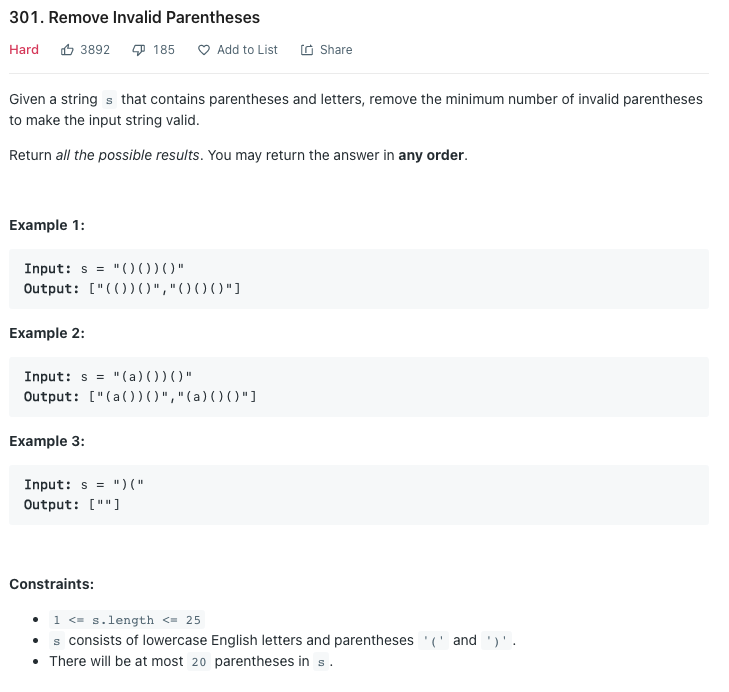 301. Remove Invalid Parentheses
Hard 3892 185 Add to List Share
Given a string s that contains parentheses and letters, remove the minimum number of invalid parentheses
to make the input string valid.
Return all the possible results. You may return the answer in any order.
Example 1:
Input: s = "()())()"
Output: ["(())()","()()()"]
Example 2:
Input: s = "(a)())()"
Output: ["(a())()","(a)()()"]
Example 3:
Input: s = ")("
Output: [""]
Constraints:
• 1 <= s.length <= 25
• s consists of lowercase English letters and parentheses '(' and ')'.
• There will be at most 20 parentheses in s.